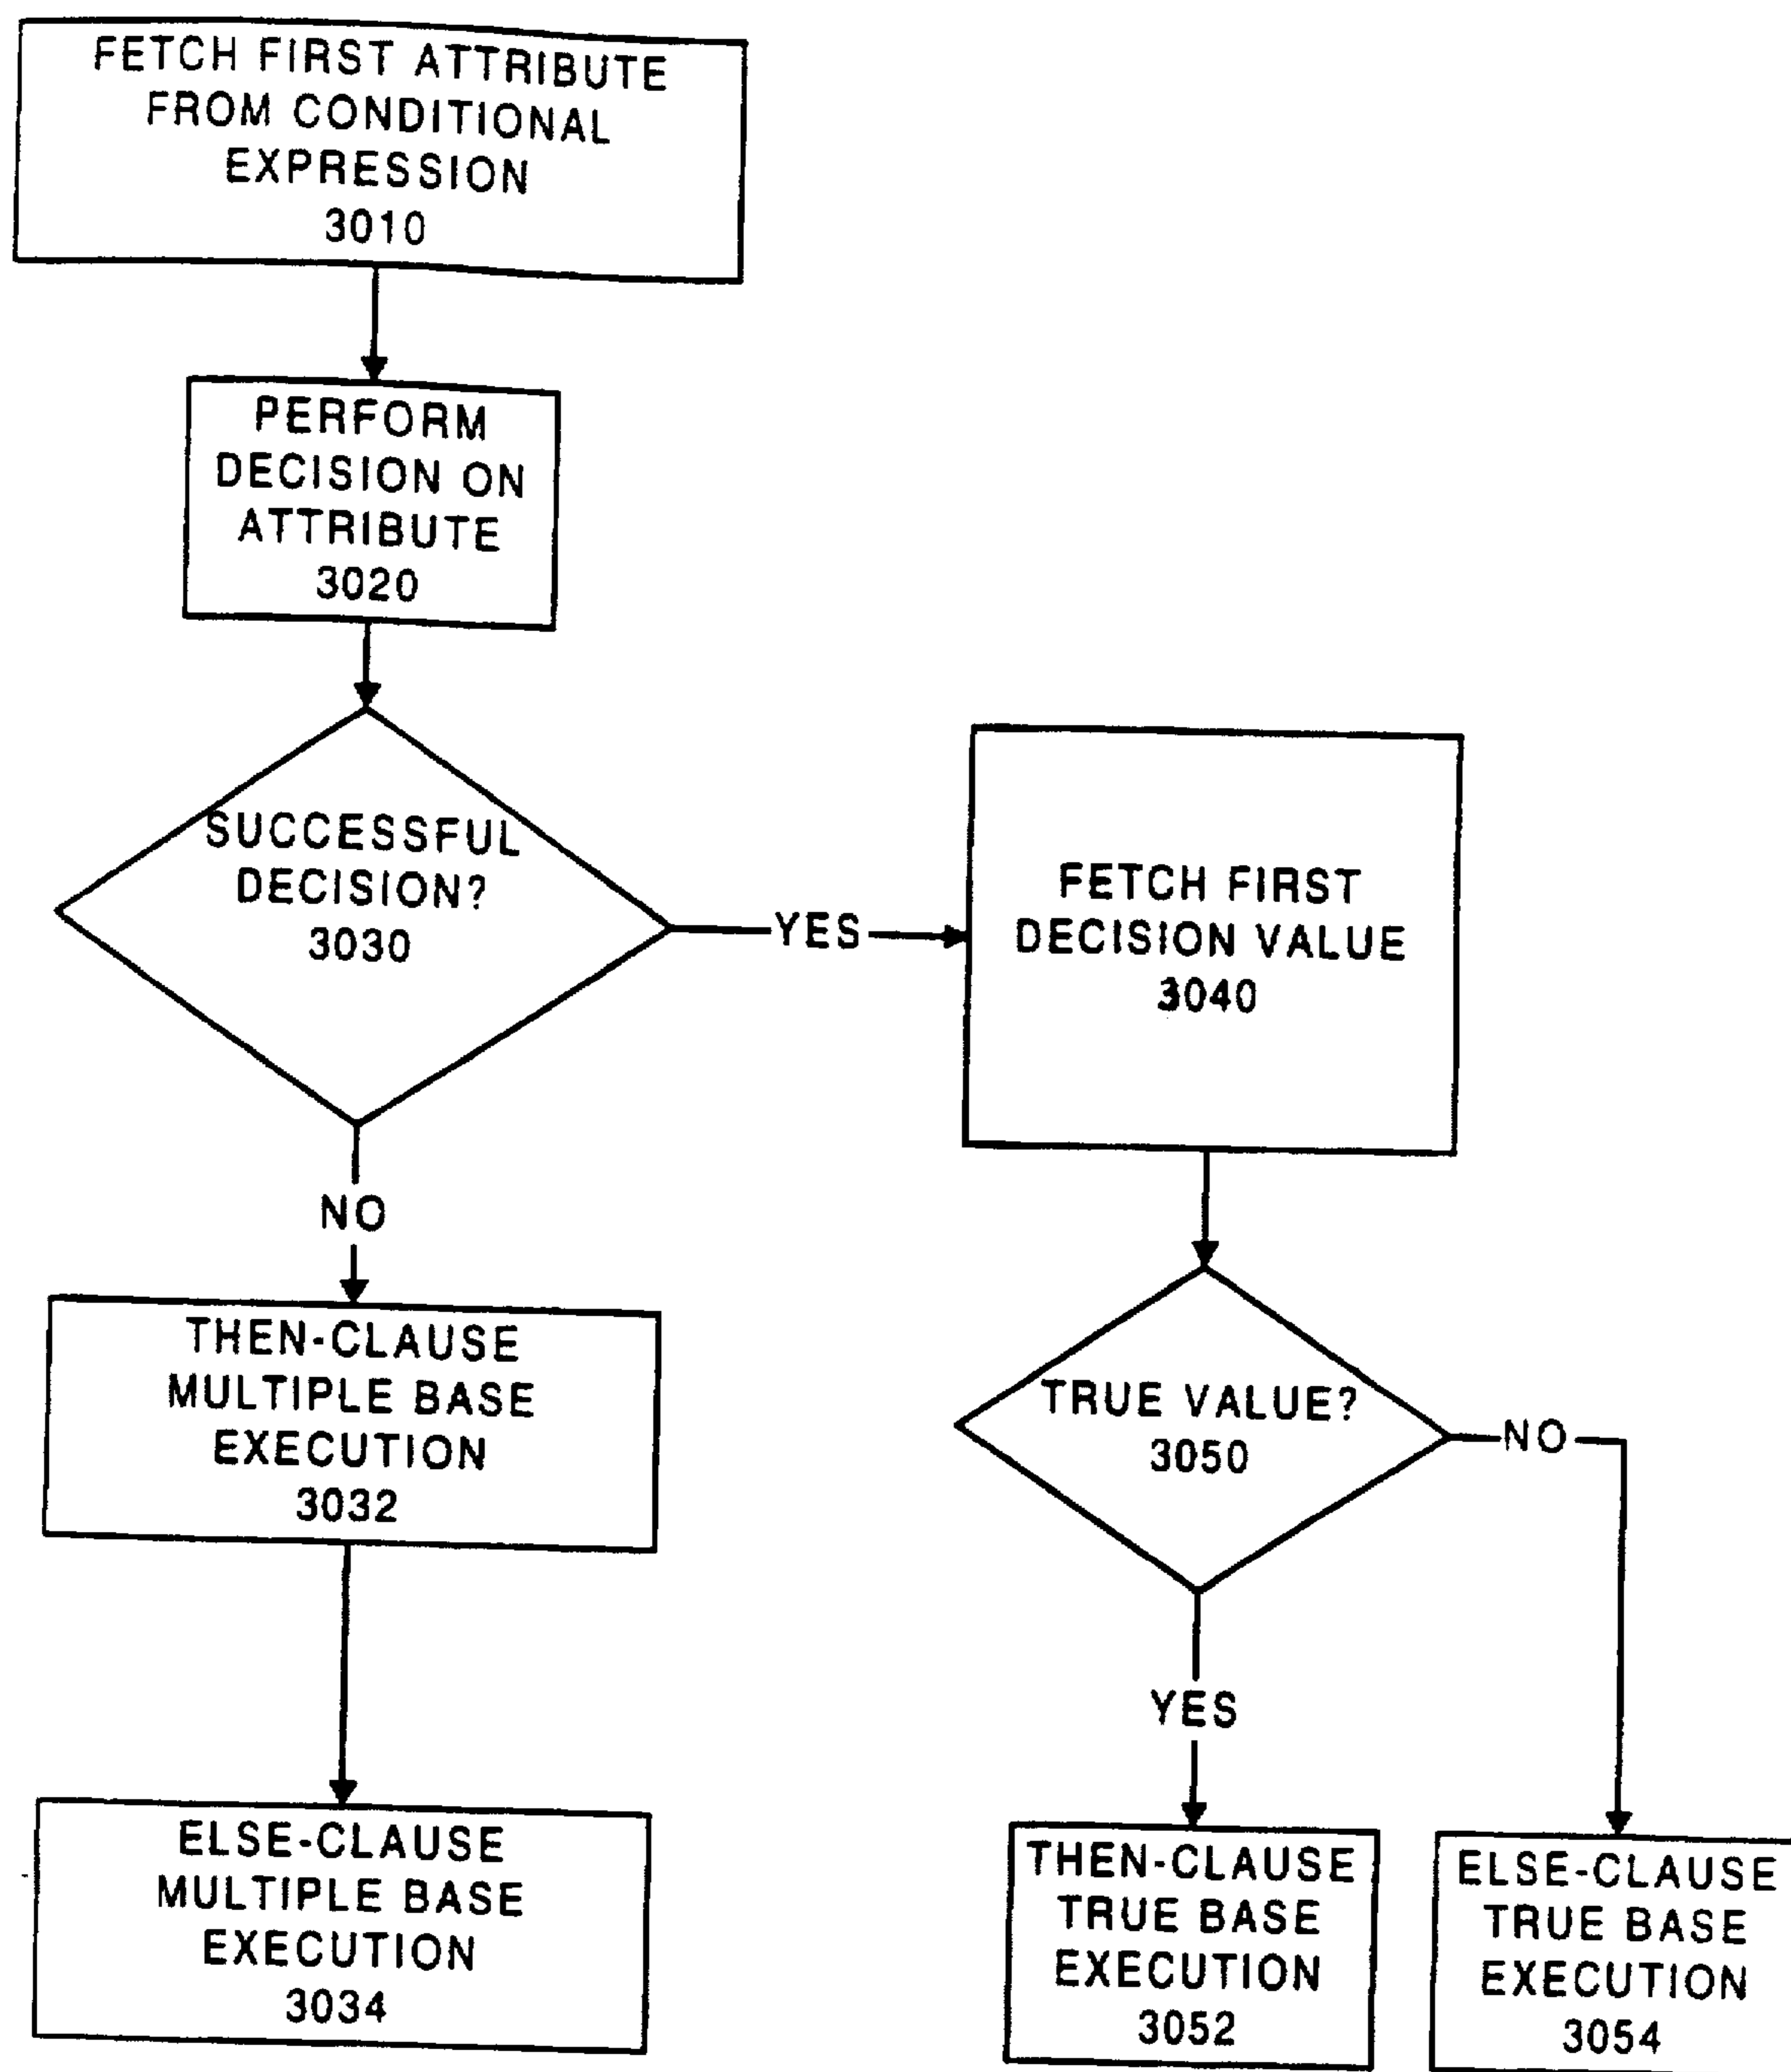 FETCH FIRST ATTRIBUTE
FROM CONDITIONAL
EXPRESSION
3010
PERFORM
DECISION ON
ATTRIBUTE
3020
SUCCESSFUL
DECISION?
3030
YES
FETCH FIRST
DECISION VALUE
3040
NO
THEN-CLAUSE
MULTIPLE BASE
EXECUTION
3032
TRUE VALUE?
3050
NO
YES
ELSE-CLAUSE
MULTIPLE BASE
EXECUTION
3034
THEN-CLAUSE
TRUE BASE
EXECUTION
3052
ELSE-CLAUSE
TRUE BASE
EXECUTION
3054